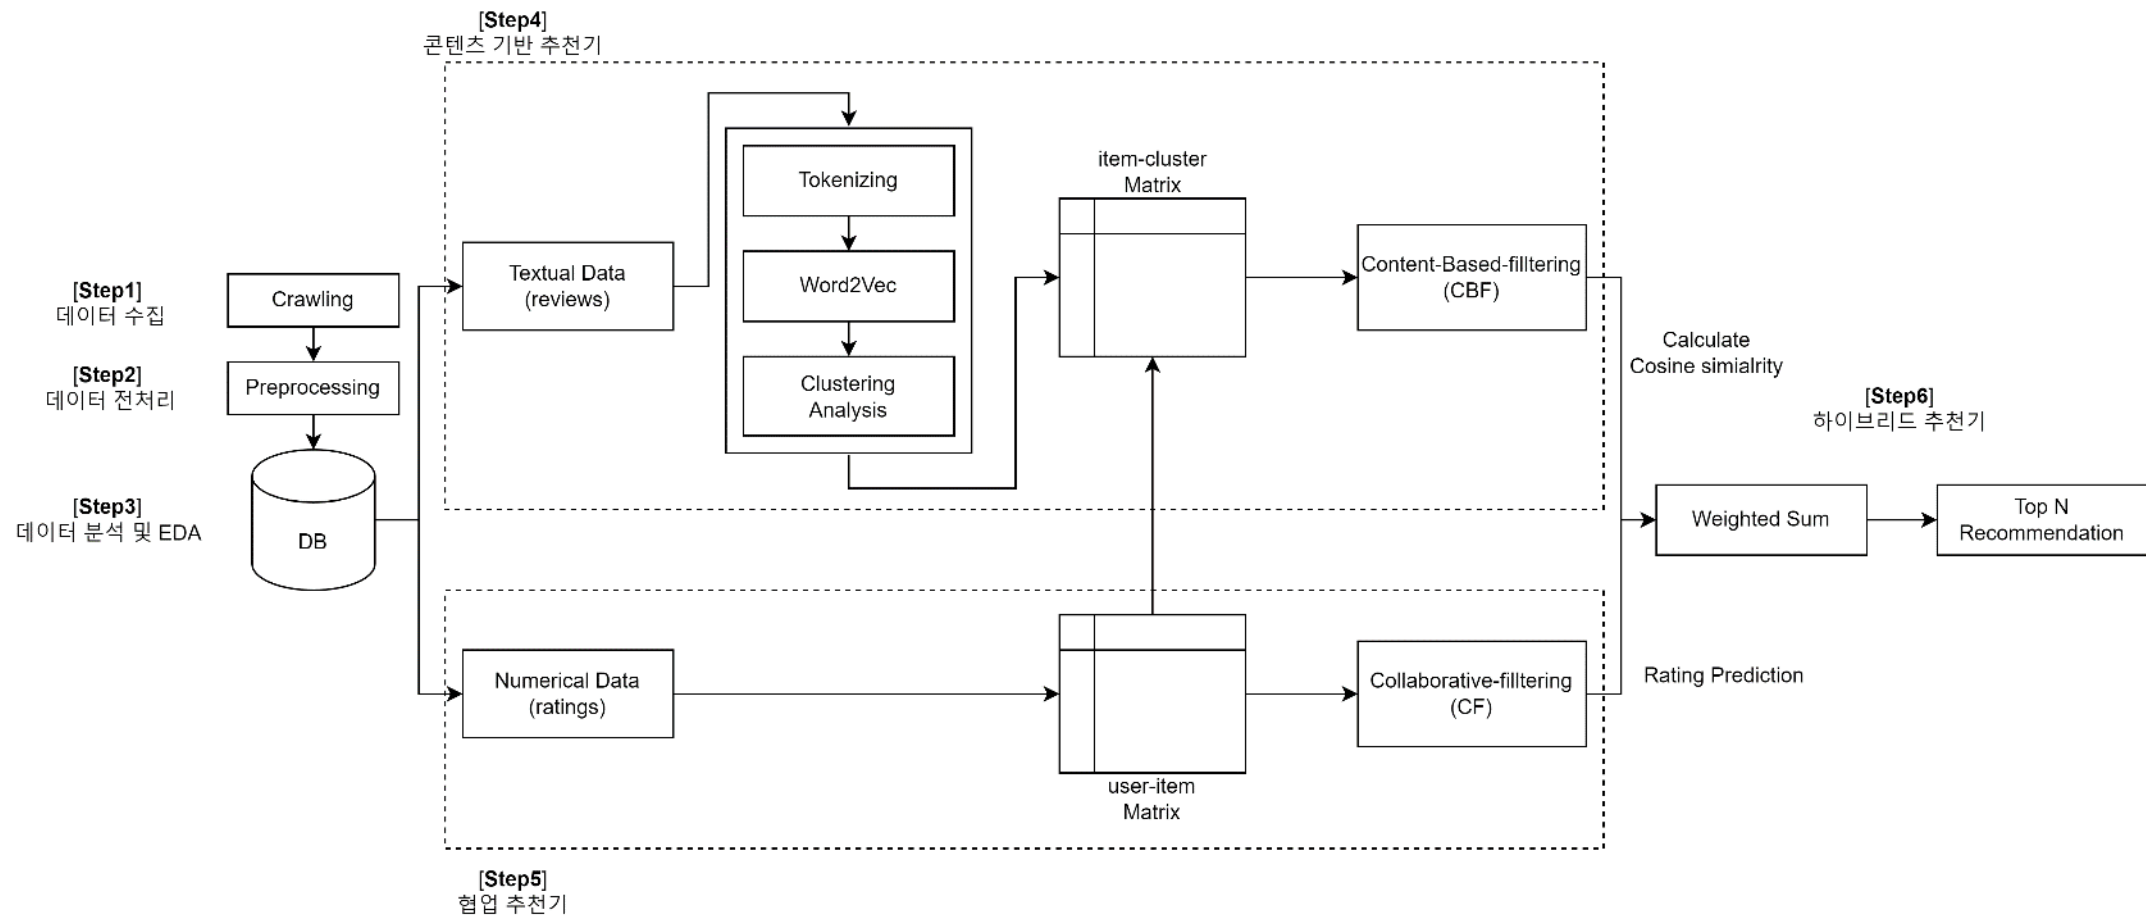 [Step4]
콘텐츠 기반 추천기
Tokenizing
Word2Vec
Clustering
Analysis
item-cluster
Matrix
Textual Data
(reviews)
Content-Based-filltering
(CBF)
[Step1]
데이터 수집
Crawling
[Step2]
데이터 전처리
Preprocessing
[Step3]
데이터 분석 및 EDA
DB
Calculate
Cosine simialrity
[Step6]
하이브리드 추천기
Weighted Sum
Top N
Recommendation
Numerical Data
(ratings)
user-item
Matrix
Collaborative-filltering
(CF)
Rating Prediction
[Step5]
협업 추천기